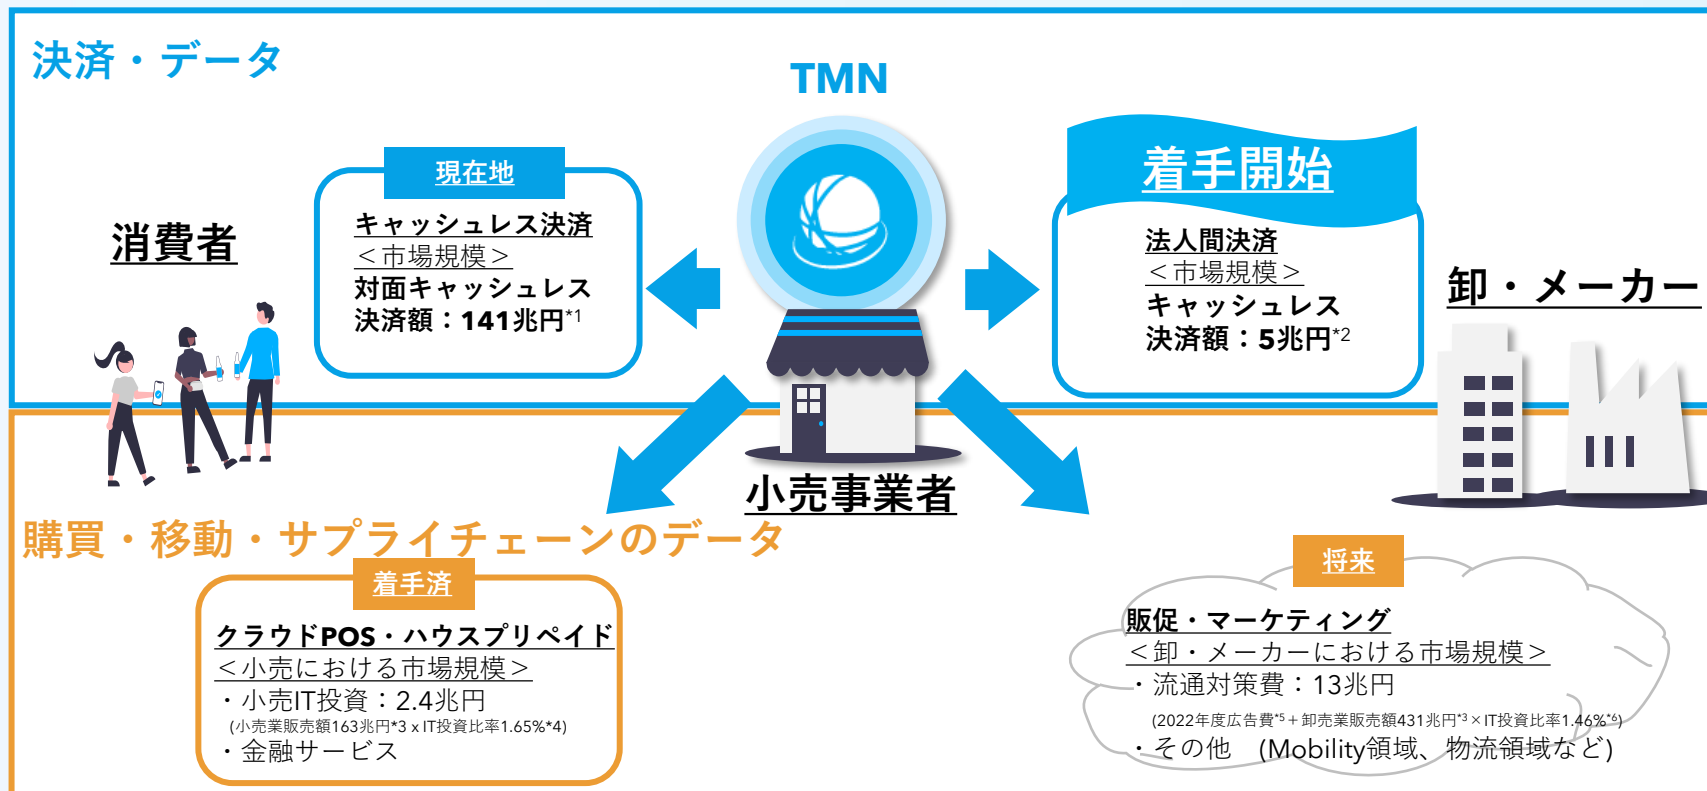 決済・データ
TMN
現在地
キャッシュレス決済
＜市場規模＞
対面キャッシュレス
決済額：141兆円*1
消費者
着手開始
法人間決済
＜市場規模＞
キャッシュレス
決済額：5兆円*2
卸・メーカー
小売事業者
購買・移動・サプライチェーンのデータ
着手済
クラウドPOS・ハウスプリペイド
＜小売における市場規模＞
・小売IT投資：2.4兆円
(小売業販売額163兆円*3 x IT投資比率1.65%*4)
・金融サービス
将来
販促・マーケティング
＜卸・メーカーにおける市場規模＞
・流通対策費：13兆円
(2022年度広告費*5＋卸売業販売額431兆円*3×IT投資比率1.46%*6)
・その他　(Mobility領域、物流領域など)